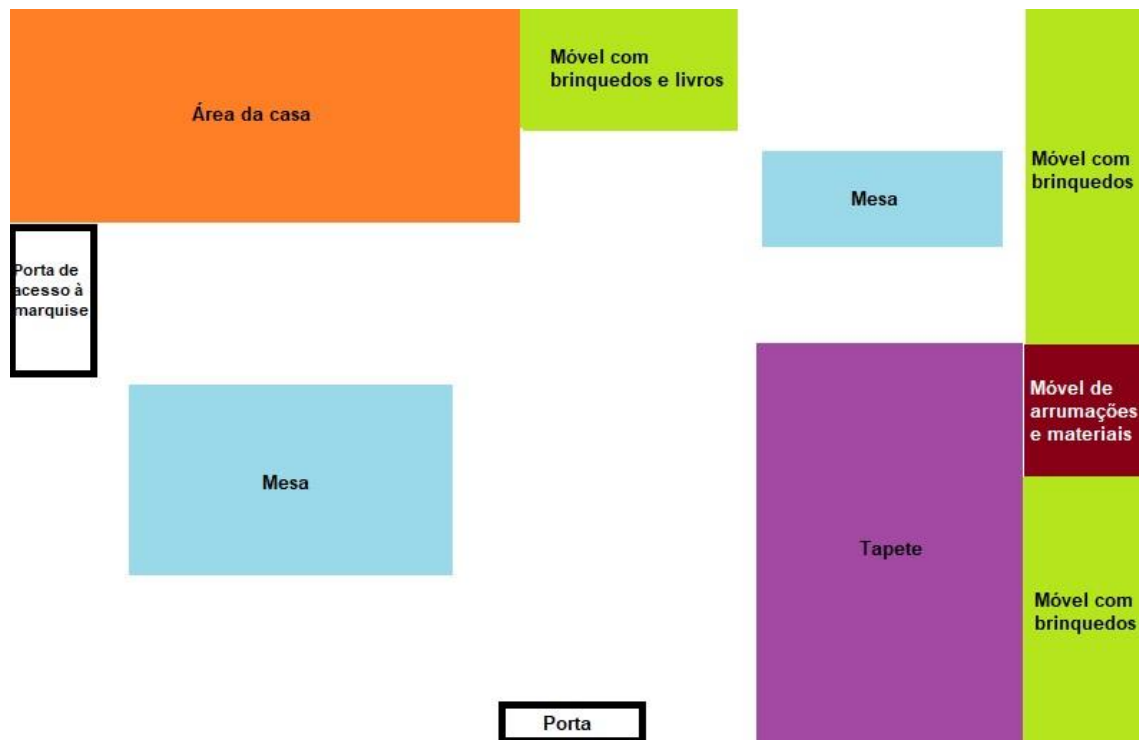 Móvel com
brinquedos e livros
Área da casa
Móvel com
brinquedos
Mesa
Porta de
acesso à
marquise
Móvel de
arrumações
e materiais
Mesa
Tapete
Móvel com
brinquedos
Porta